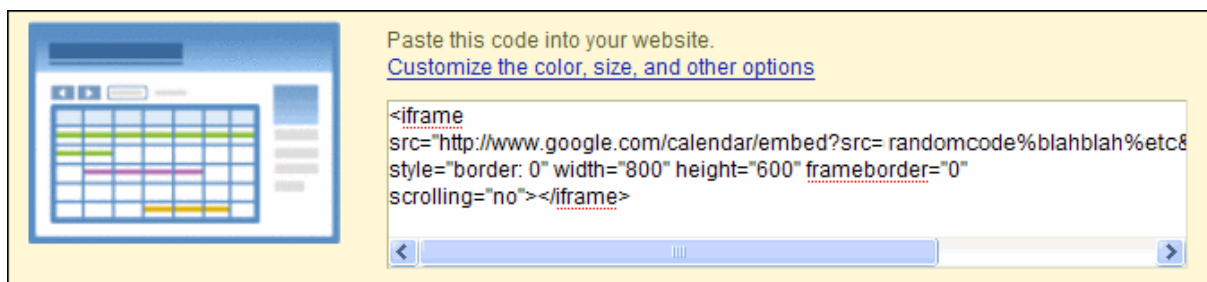 Paste this code into your website.
Customize the color, size, and other options
<iframe
src="http://www.google.com/calendar/embed?src= randomcode%blahblah%etc&
style="border: 0" width="800" height="600" frameborder="0"
scrolling="no"></iframe>